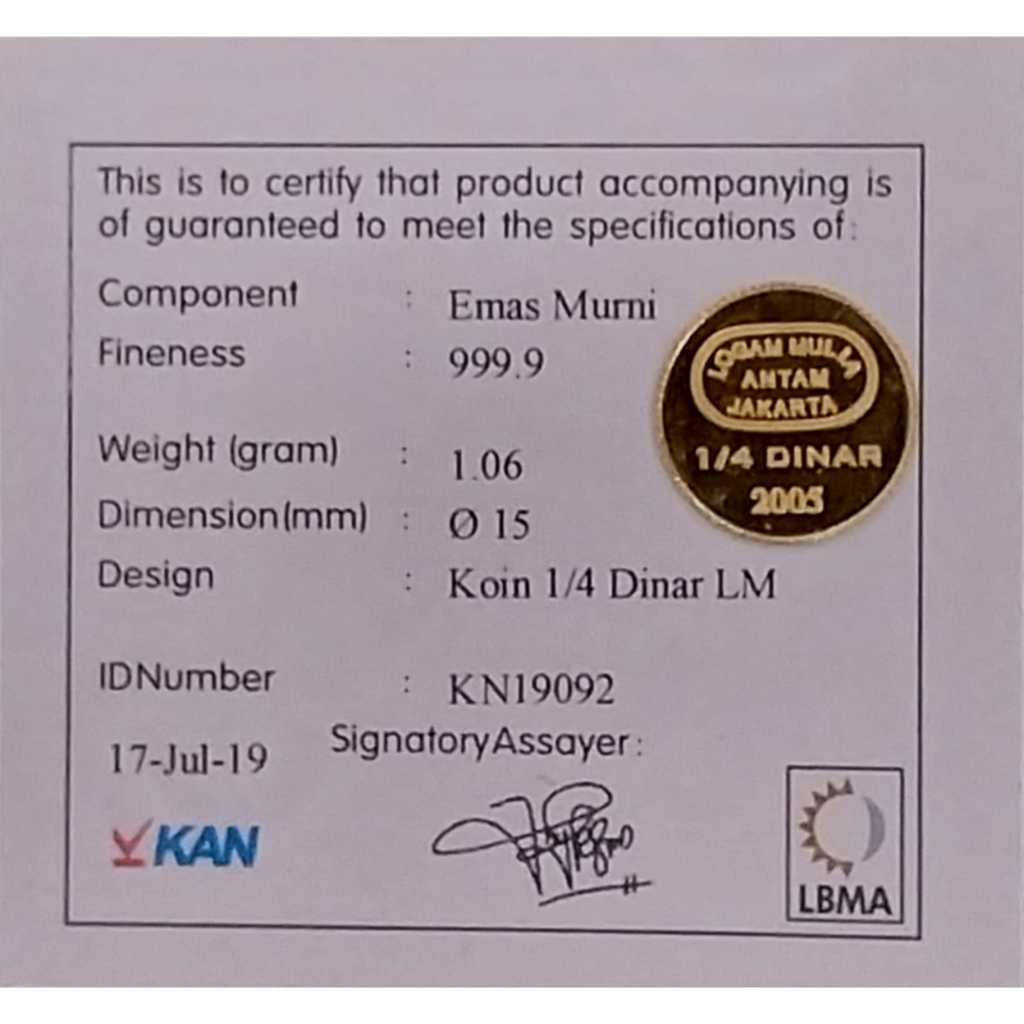 This is to certify that product accompanying is
of guaranteed to meet the specifications of:
Component : Emas Murni
Fineness : 999.9
Weight (gram) : 1.06
Dimension(mm) : Ø 15
Design : Koin 1/4 Dinar LM
IDNumber : KN19092
17-Jul-19
SignatoryAssayer:
KAN
LBMA
LOGAM MULIA
ANTAM
JAKARTA
1/4 DINAR
2005